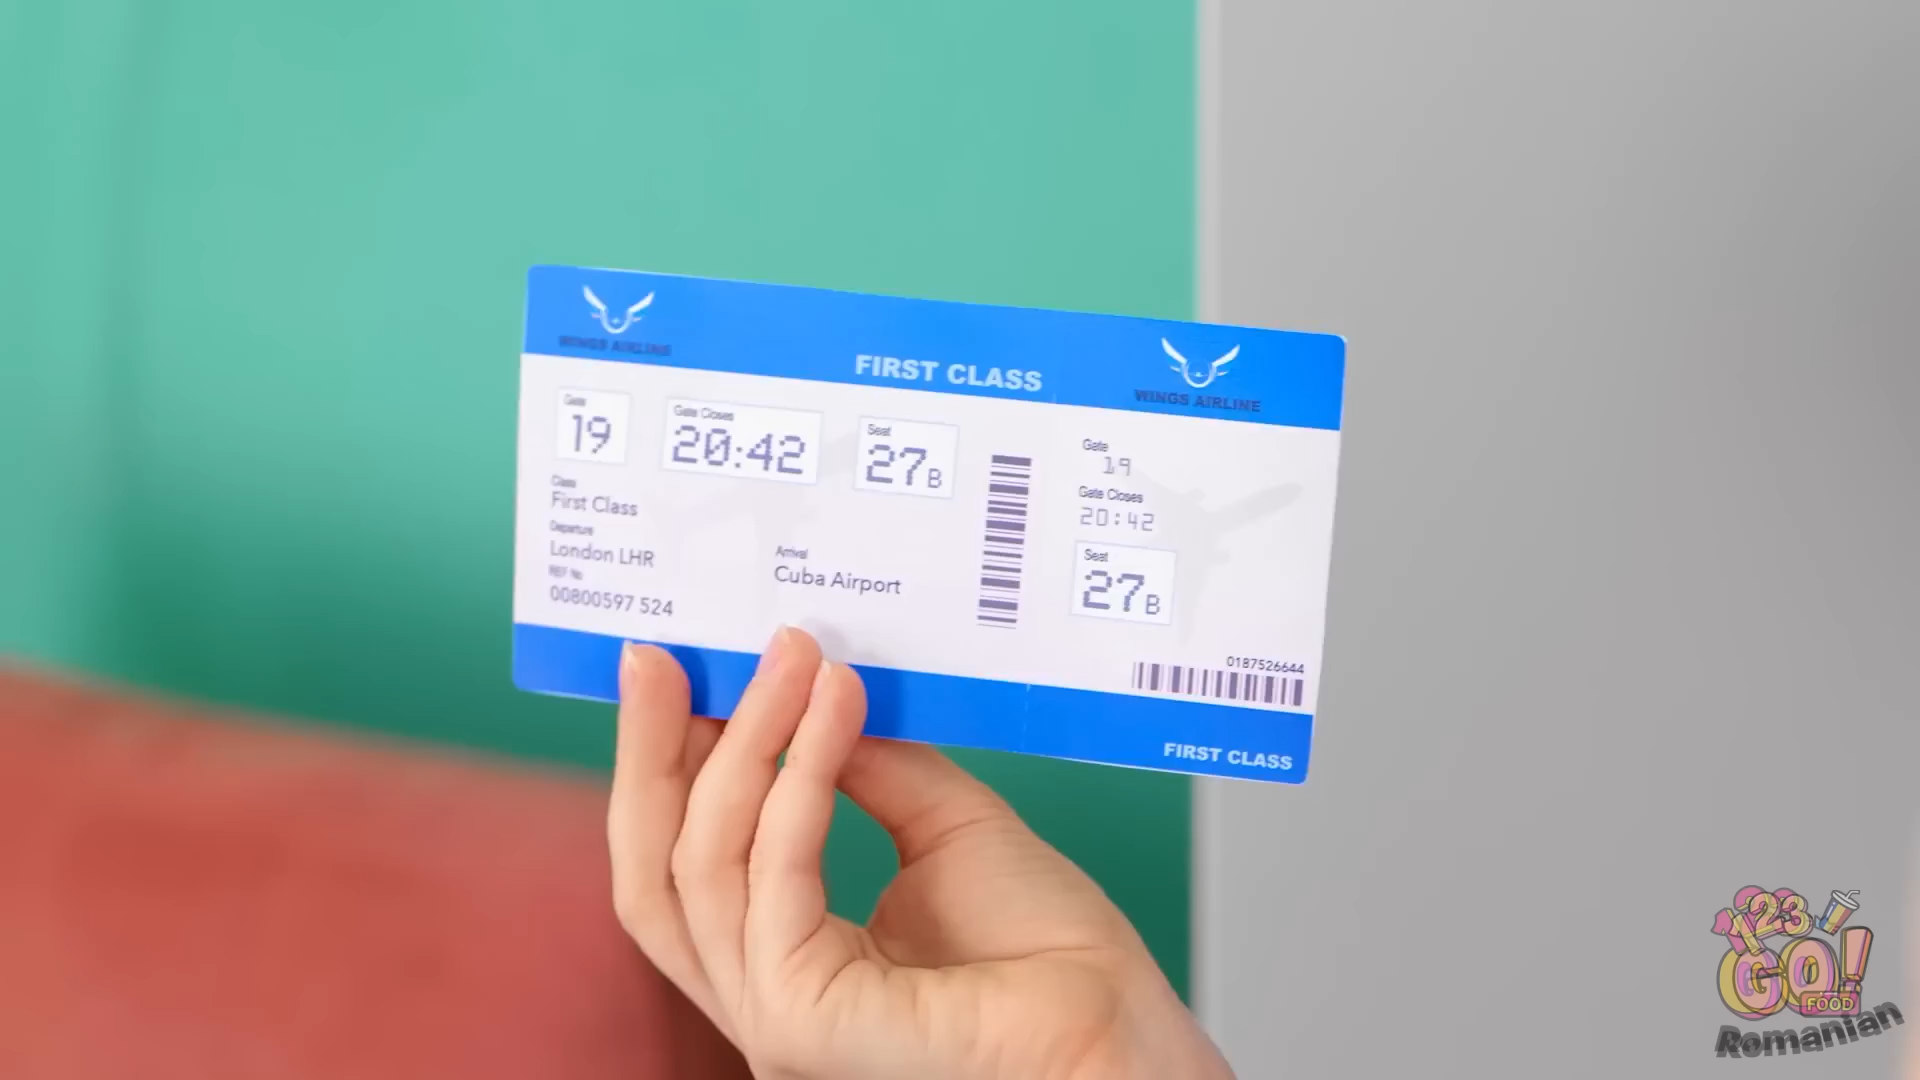 WINGS AIRLINE
FIRST CLASS
WINGS AIRLINE
Gate
19
Gate Closes
20:42
Seat
27B
Class
First Class
Departure
London LHR
REF No
00800597 524
Arrival
Cuba Airport
Gate
19
Gate Closes
20:42
Seat
27B
0187526644
FIRST CLASS
123
GO!
FOOD
Romanian